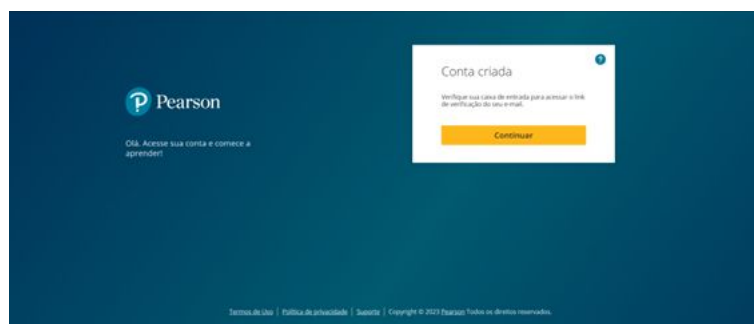 Pearson
Olá. Acesse sua conta e comece a
aprender!
Conta criada
?
Verifique sua caixa de entrada para acessar o link
de verificação do seu e-mail.
Continuar
Termos de Uso | Política de privacidade | Suporte | Copyright © 2023 Pearson Todos os direitos reservados.